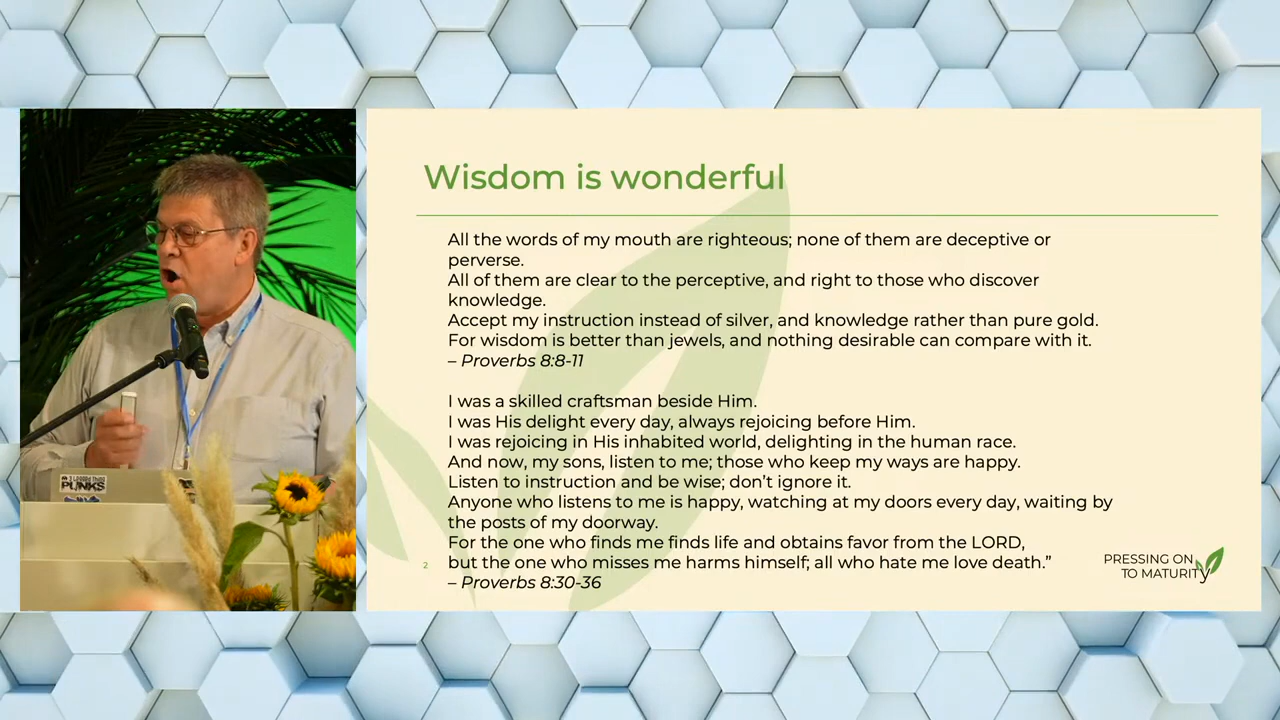 Wisdom is wonderful
All the words of my mouth are righteous; none of them are deceptive or
perverse.
All of them are clear to the perceptive, and right to those who discover
knowledge.
Accept my instruction instead of silver, and knowledge rather than pure gold.
For wisdom is better than jewels, and nothing desirable can compare with it.
– Proverbs 8:8-11
I was a skilled craftsman beside Him.
I was His delight every day, always rejoicing before Him.
I was rejoicing in His inhabited world, delighting in the human race.
And now, my sons, listen to me; those who keep my ways are happy.
Listen to instruction and be wise; don’t ignore it.
Anyone who listens to me is happy, watching at my doors every day, waiting by
the posts of my doorway.
For the one who finds me finds life and obtains favor from the LORD,
but the one who misses me harms himself; all who hate me love death.”
– Proverbs 8:30-36
2
PRESSING ON
TO MATURITy
PUNKS